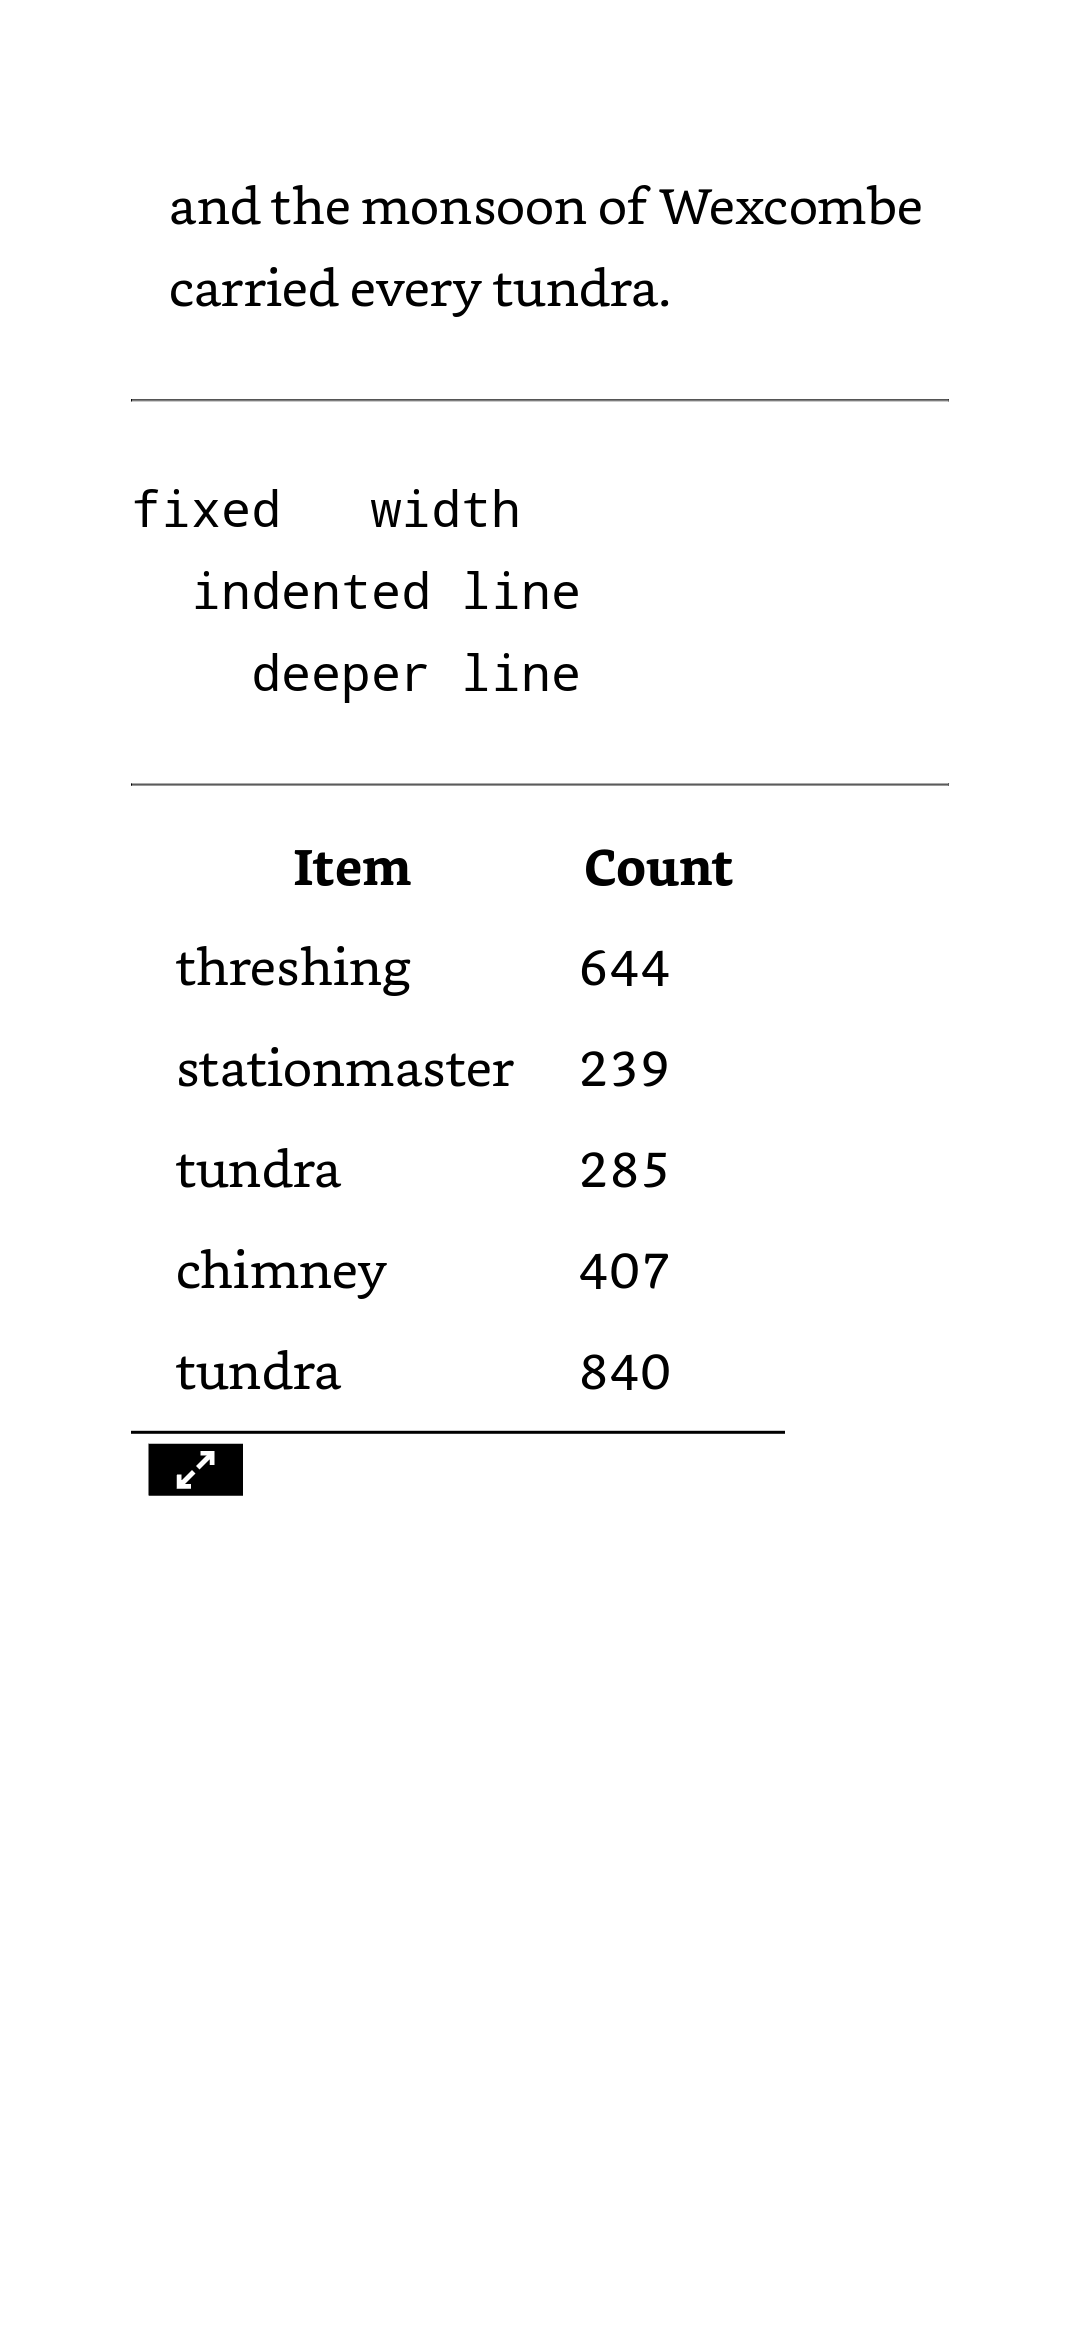 and the monsoon of Wexcombe
carried every tundra.
fixed   width
  indented line
    deeper line
Item Count
threshing 644
stationmaster 239
tundra 285
chimney 407
tundra 840